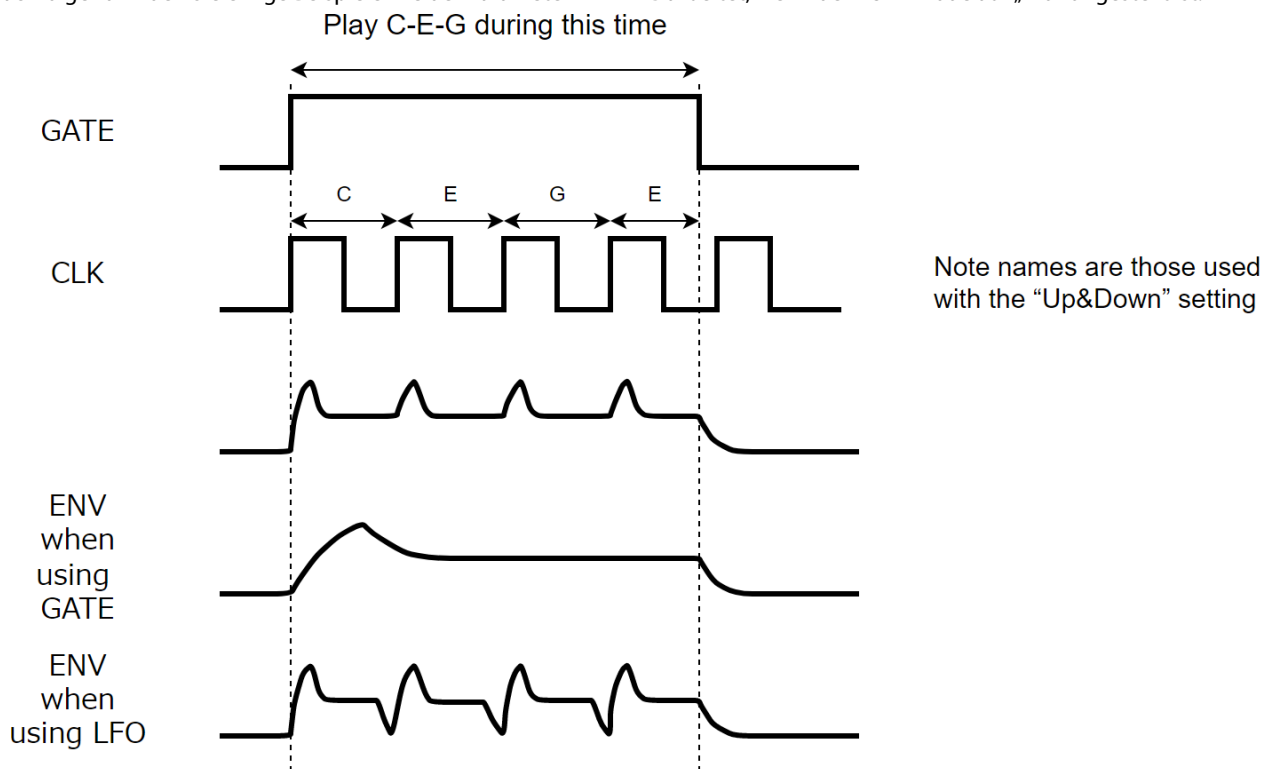 Play C-E-G during this time
GATE
C E G E
CLK
Note names are those used
with the “Up&Down” setting
ENV
when
using
GATE
ENV
when
using LFO